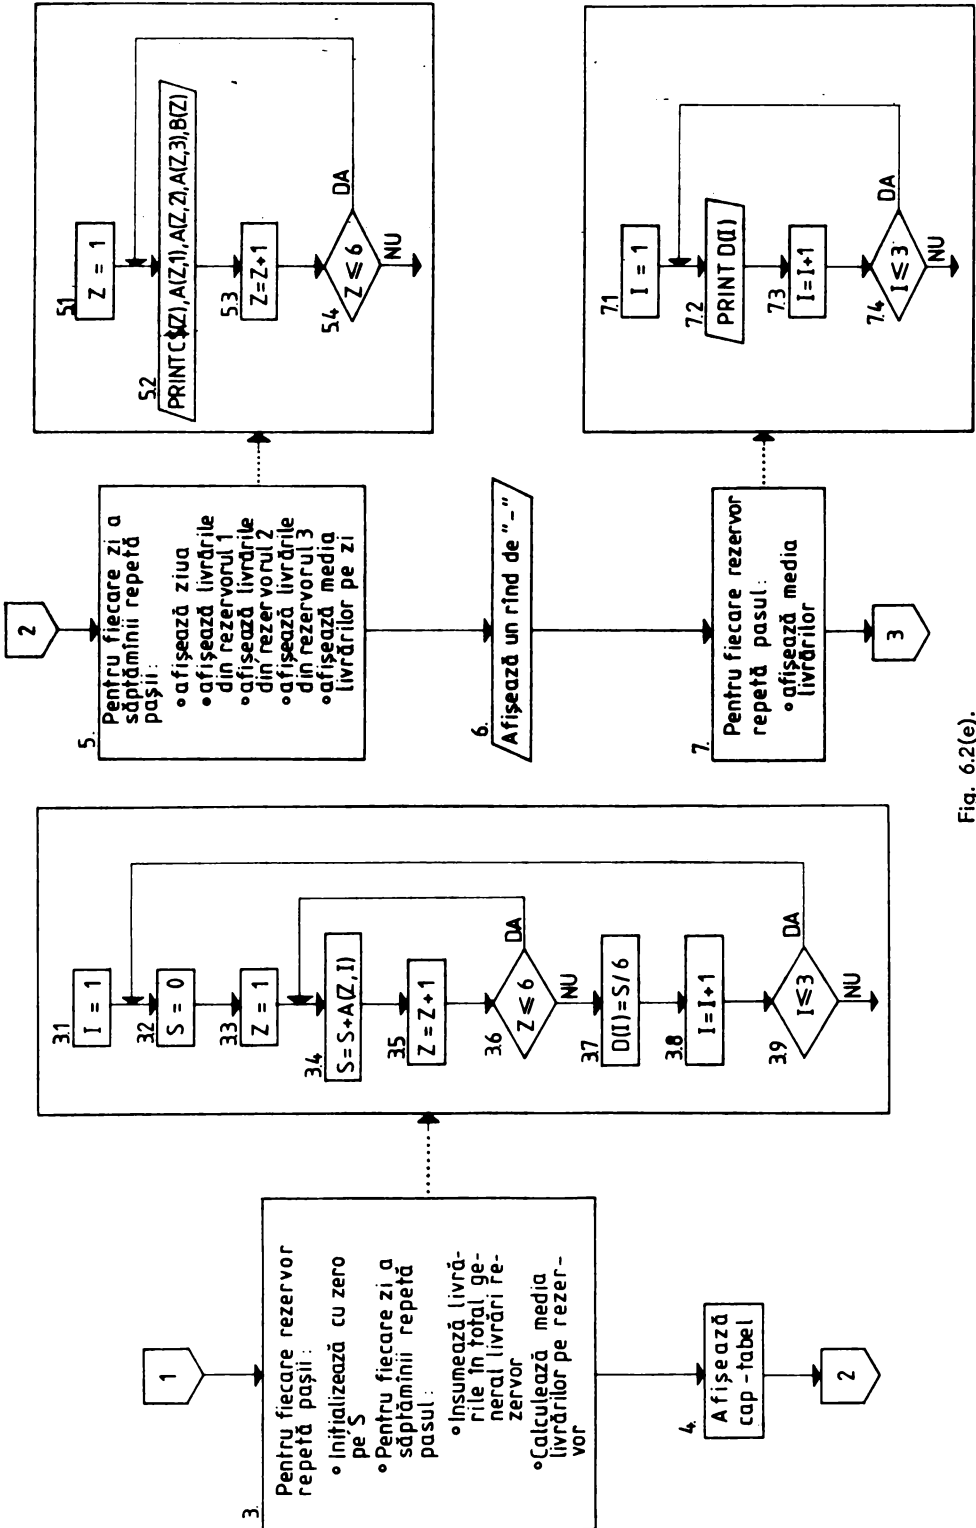 1
3.
Pentru fiecare rezervor
repetă pașii :
• Inițializează cu zero
pe S
• Pentru fiecare zi a
săptămînii repetă
pasul :
• Insumează livră-
rile în total ge-
neral livrări re-
zervor
• Calculează media
livrărilor pe rezer-
vor
4.
Afișează
cap-tabel
2
3.1
I = 1
3.2
S = 0
3.3
Z = 1
3.4
S=S+A(Z,I)
3.5
Z = Z+1
3.6
Z ≤ 6
DA
NU
3.7
D(I) = S/6
3.8
I = I+1
3.9
I ≤ 3
DA
NU
2
5.
Pentru fiecare zi a
săptămînii repetă
pașii :
• afișează ziua
• afișează livrările
din rezervorul 1
• afișează livrările
din rezervorul 2
• afișează livrările
din rezervorul 3
• afișează media
livrărilor pe zi
6.
Afișează un rînd de "-"
7.
Pentru fiecare rezervor
repetă pasul :
• afișează media
livrărilor
3
5.1
Z = 1
5.2
PRINT C$(Z),A(Z,1),A(Z,2),A(Z,3),B(Z)
5.3
Z=Z+1
5.4
Z ≤ 6
DA
NU
7.1
I = 1
7.2
PRINT D(I)
7.3
I=I+1
7.4
I ≤ 3
DA
NU
Fig. 6.2(e).